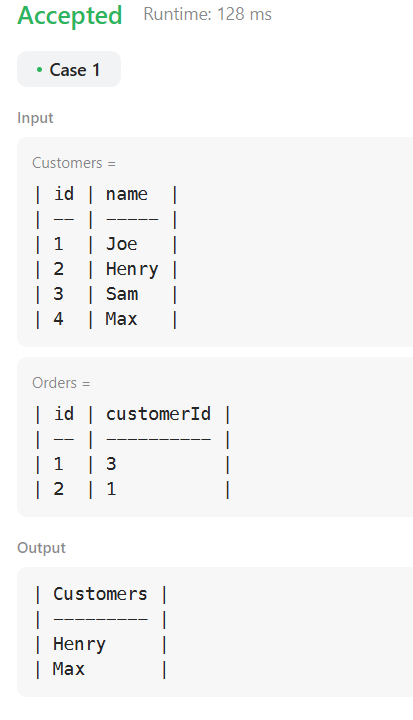 Accepted Runtime: 128 ms
• Case 1
Input
Customers =
| id | name  |
| -- | ----- |
| 1  | Joe   |
| 2  | Henry |
| 3  | Sam   |
| 4  | Max   |
Orders =
| id | customerId |
| -- | ---------- |
| 1  | 3          |
| 2  | 1          |
Output
| Customers |
| --------- |
| Henry     |
| Max       |